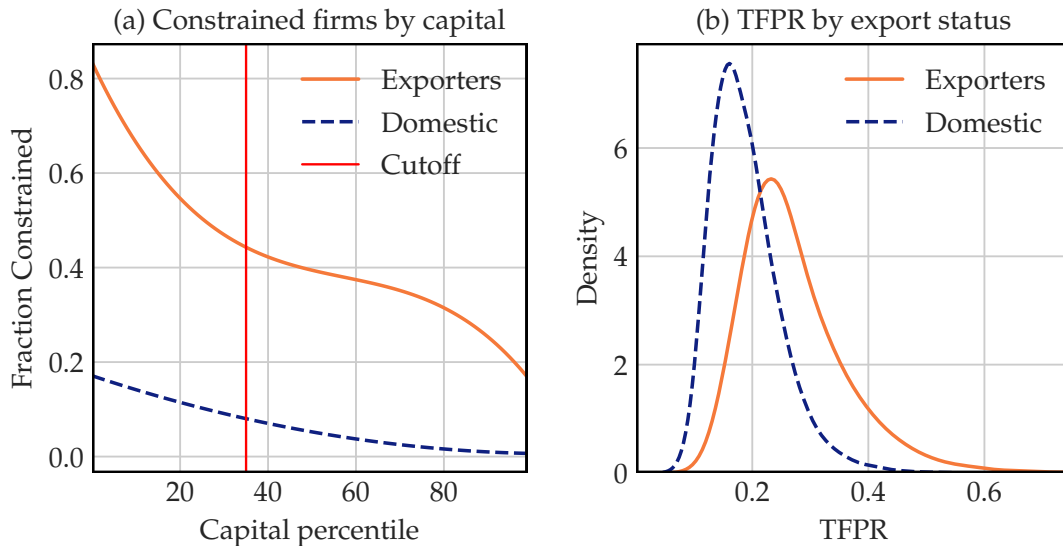 (a) Constrained firms by capital
Exporters
Domestic
Cutoff
0.8
0.6
0.4
0.2
0.0
Fraction Constrained
20
40
60
80
Capital percentile
(b) TFPR by export status
Exporters
Domestic
6
4
2
0
Density
0.2
0.4
0.6
TFPR